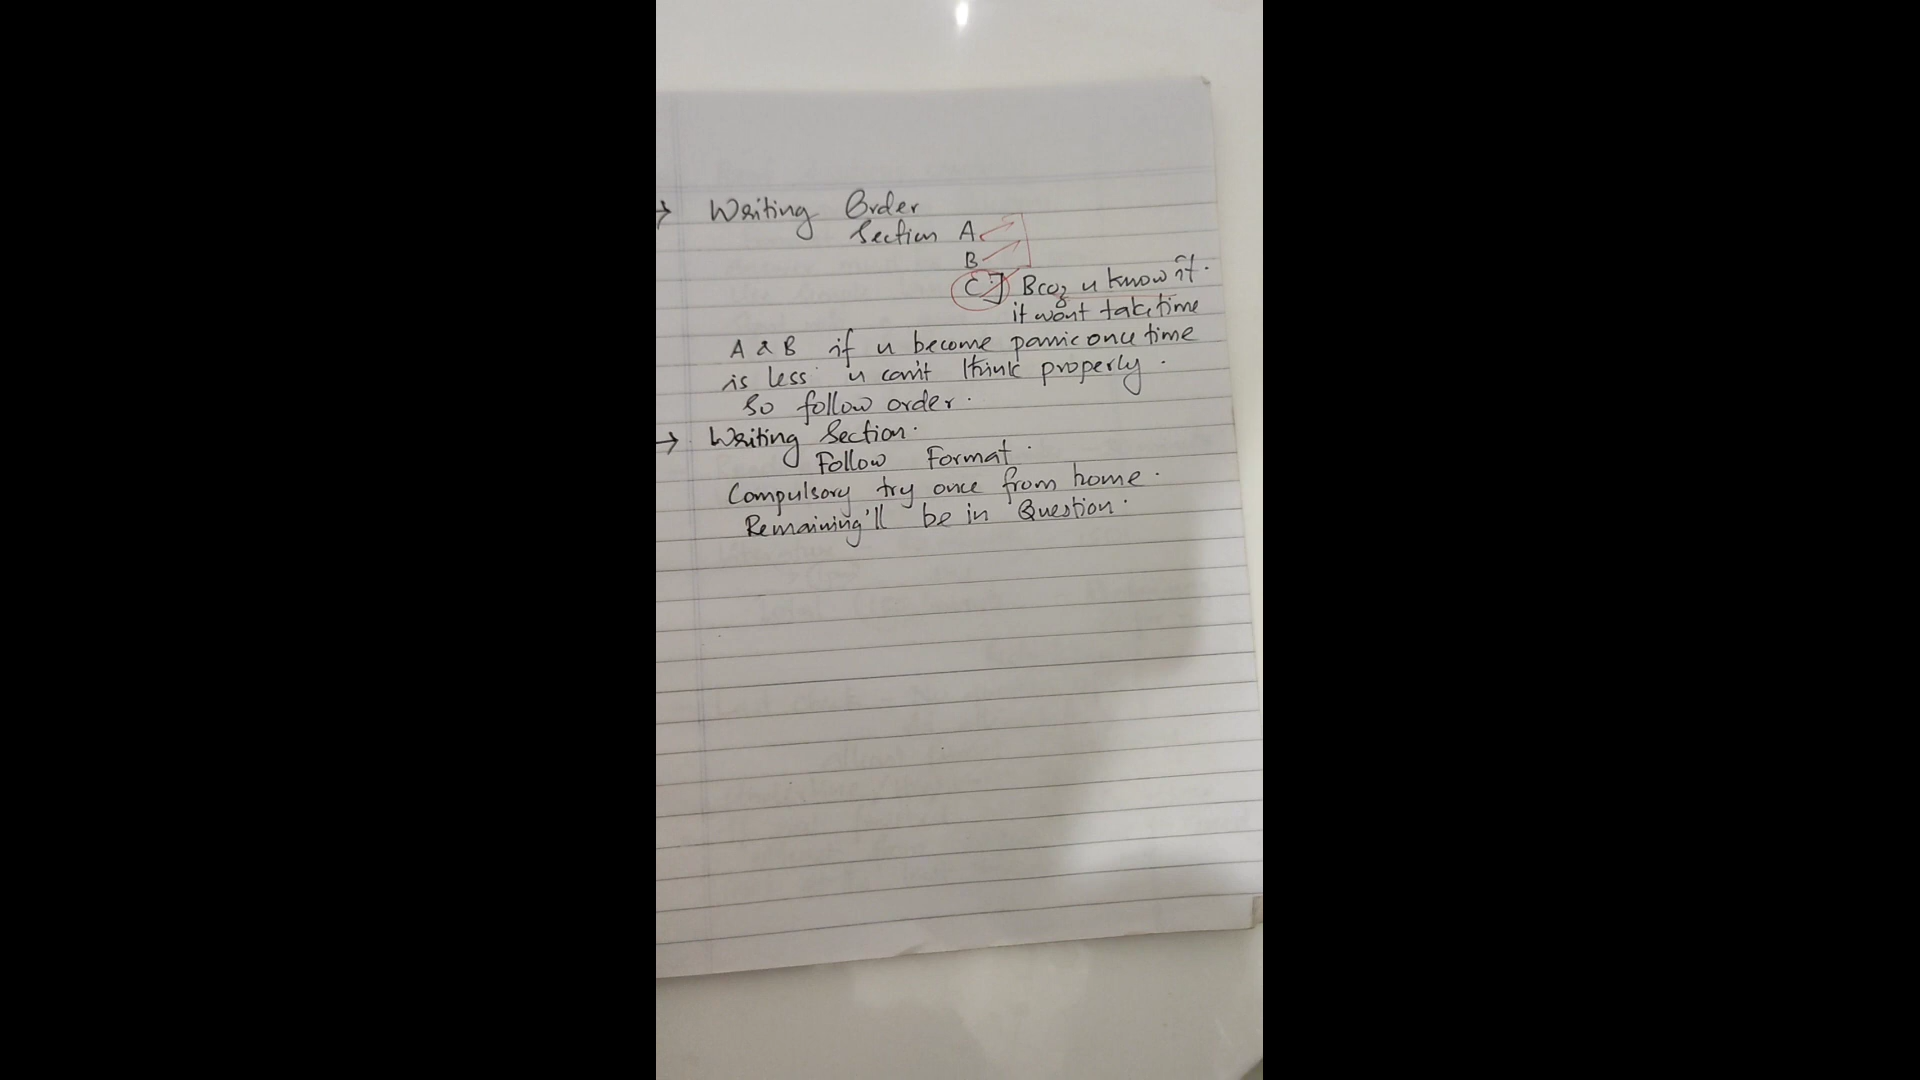 → Writing Order
Section A
B
C] Bcoz u know it.
it wont take time
A & B if u become panic once time
is less u can't think properly.
So follow order.
→ Writing Section.
Follow Format.
Compulsory try once from home.
Remaining'll be in Question.